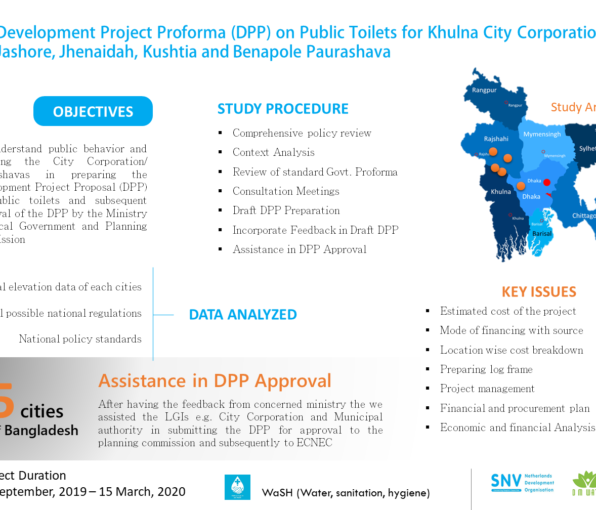 Development Project Proforma (DPP) on Public Toilets for Khulna City Corporatio
Jashore, Jhenaidah, Kushtia and Benapole Paurashava
OBJECTIVES
derstand public behavior and
ng the City Corporation/
shavas in preparing the
opment Project Proposal (DPP)
ublic toilets and subsequent
val of the DPP by the Ministry
cal Government and Planning
ission
STUDY PROCEDURE
▪ Comprehensive policy review
▪ Context Analysis
▪ Review of standard Govt. Proforma
▪ Consultation Meetings
▪ Draft DPP Preparation
▪ Incorporate Feedback in Draft DPP
▪ Assistance in DPP Approval
Study Ar
Rangpur
Rangpur
Rajshahi
Mymensingh
Mymensingh
Sylhe
Dhaka
Dhaka
Khulna
Barisal
Chittago
al elevation data of each cities
l possible national regulations
National policy standards
DATA ANALYZED
KEY ISSUES
▪ Estimated cost of the project
▪ Mode of financing with source
▪ Location wise cost breakdown
▪ Preparing log frame
▪ Project management
▪ Financial and procurement plan
▪ Economic and financial Analysis
5 cities
f Bangladesh
Assistance in DPP Approval
After having the feedback from concerned ministry the we
assisted the LGIs e.g. City Corporation and Municipal
authority in submitting the DPP for approval to the
planning commission and subsequently to ECNEC
ect Duration
September, 2019 – 15 March, 2020
WaSH (Water, sanitation, hygiene)
SNV Netherlands
Development
Organisation